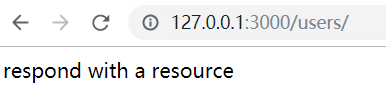 127.0.0.1:3000/users/
respond with a resource